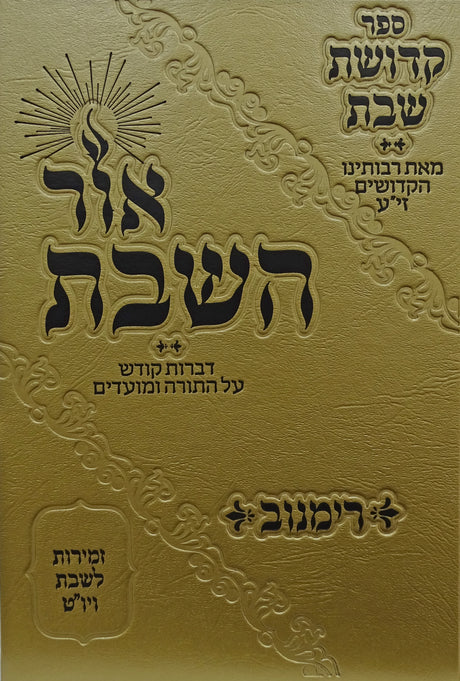 ספר
קדושת
שבת
מאת רבותינו
הקדושים
זי"ע
אור
השבת
דברות קודש
על התורה ומועדים
רימנוב
זמירות
לשבת
ויו"ט